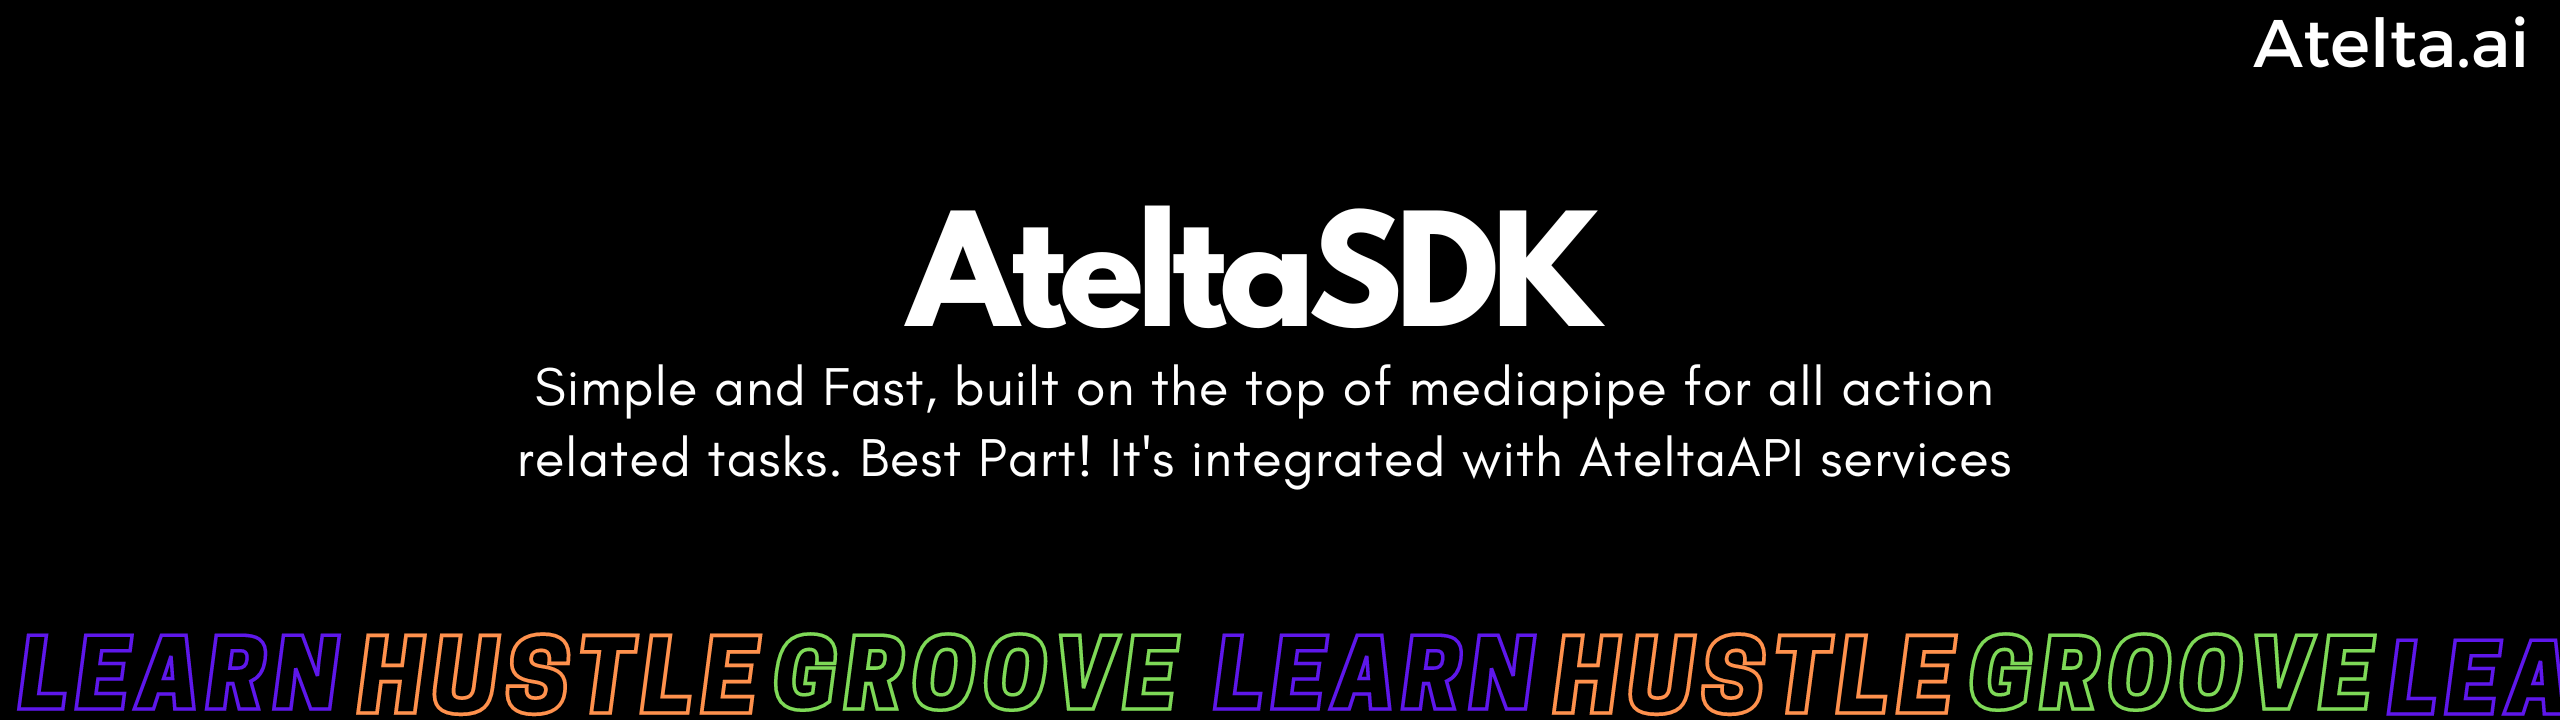 Atelta.ai
AteltaSDK
Simple and Fast, built on the top of mediapipe for all action
related tasks. Best Part! It's integrated with AteltaAPI services
LEARN HUSTLE GROOVE LEARN HUSTLE GROOVE LEA